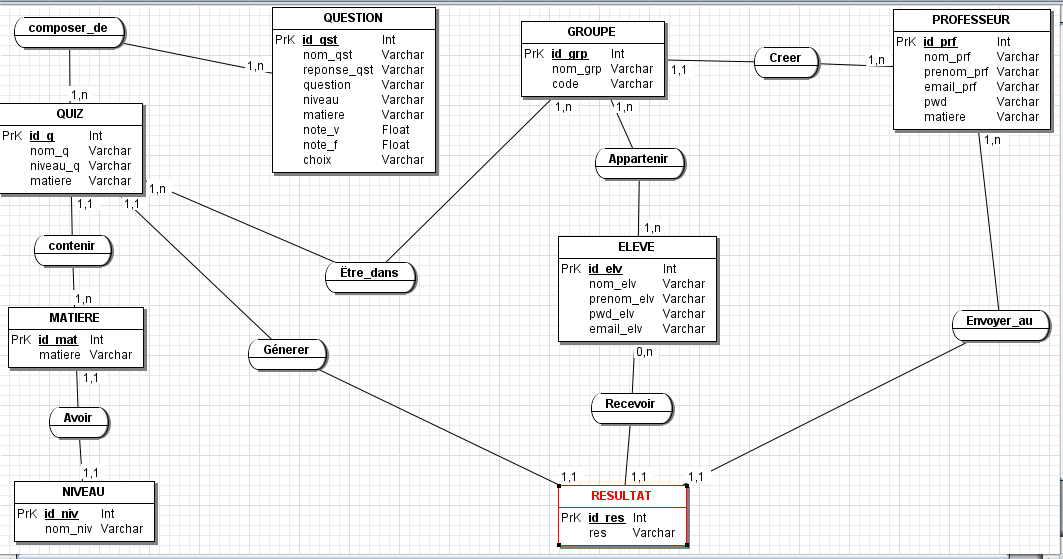 composer_de
1,n
1,n
QUESTION
PrK id_qst Int
nom_qst Varchar
reponse_qst Varchar
question Varchar
niveau Varchar
matiere Varchar
note_v Float
note_f Float
choix Varchar
GROUPE
PrK id_grp Int
nom_grp Varchar
code Varchar
1,1
Creer
1,n
PROFESSEUR
PrK id_prf Int
nom_prf Varchar
prenom_prf Varchar
email_prf Varchar
pwd Varchar
matiere Varchar
1,n
QUIZ
PrK id_q Int
nom_q Varchar
niveau_q Varchar
matiere Varchar
1,n
1,1
1,1
1,n
1,n
Appartenir
1,n
contenir
1,n
Être_dans
ELEVE
PrK id_elv Int
nom_elv Varchar
prenom_elv Varchar
pwd_elv Varchar
email_elv Varchar
0,n
MATIERE
PrK id_mat Int
matiere Varchar
1,1
Génerer
Envoyer_au
Avoir
1,1
Recevoir
1,1
1,1
1,1
NIVEAU
PrK id_niv Int
nom_niv Varchar
RESULTAT
PrK id_res Int
res Varchar